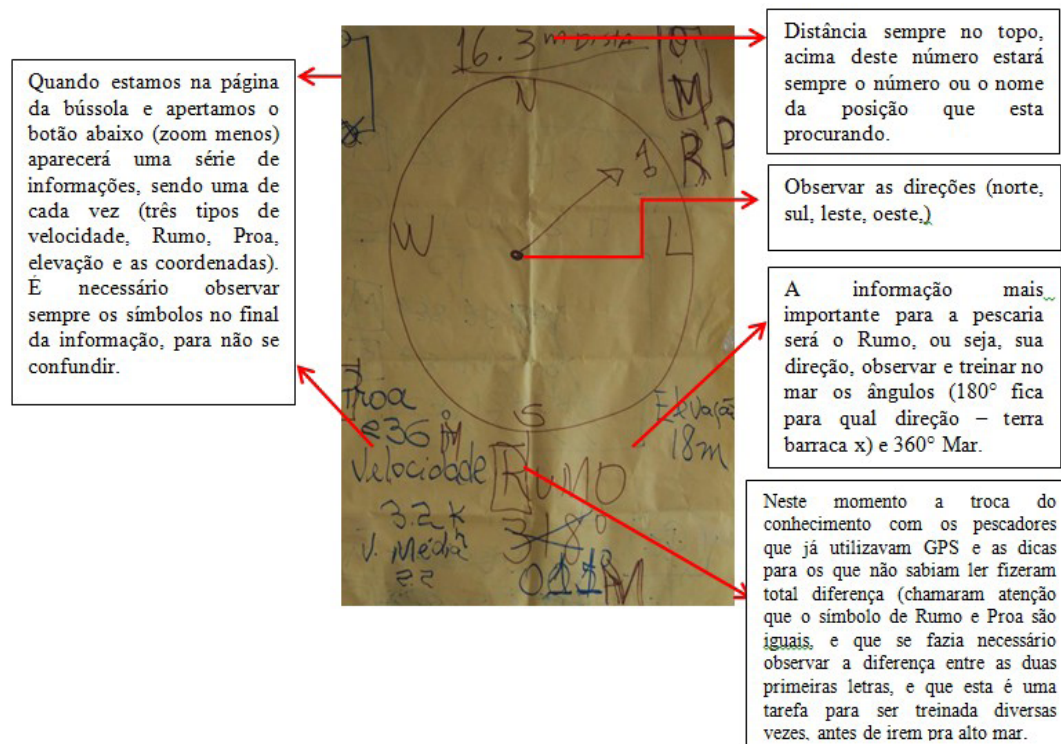 Quando estamos na página
da bússola e apertamos o
botão abaixo (zoom menos)
aparecerá uma série de
informações, sendo uma de
cada vez (três tipos de
velocidade, Rumo, Proa,
elevação e as coordenadas).
É necessário observar
sempre os símbolos no final
da informação, para não se
confundir.
16.3 m Dista
M
N
R P
W
L
S
Proa
e36 M
Velocidade
3.2 K
V. Média
2.2
RUMO
318°
011° M
Elevação
18m
Distância sempre no topo,
acima deste número estará
sempre o número ou o nome
da posição que esta
procurando.
Observar as direções (norte,
sul, leste, oeste,)
A informação mais
importante para a pescaria
será o Rumo, ou seja, sua
direção, observar e treinar no
mar os ângulos (180° fica
para qual direção – terra
barraca x) e 360° Mar.
Neste momento a troca do
conhecimento com os pescadores
que já utilizavam GPS e as dicas
para os que não sabiam ler fizeram
total diferença (chamaram atenção
que o símbolo de Rumo e Proa são
iguais, e que se fazia necessário
observar a diferença entre as duas
primeiras letras, e que esta é uma
tarefa para ser treinada diversas
vezes, antes de irem pra alto mar.